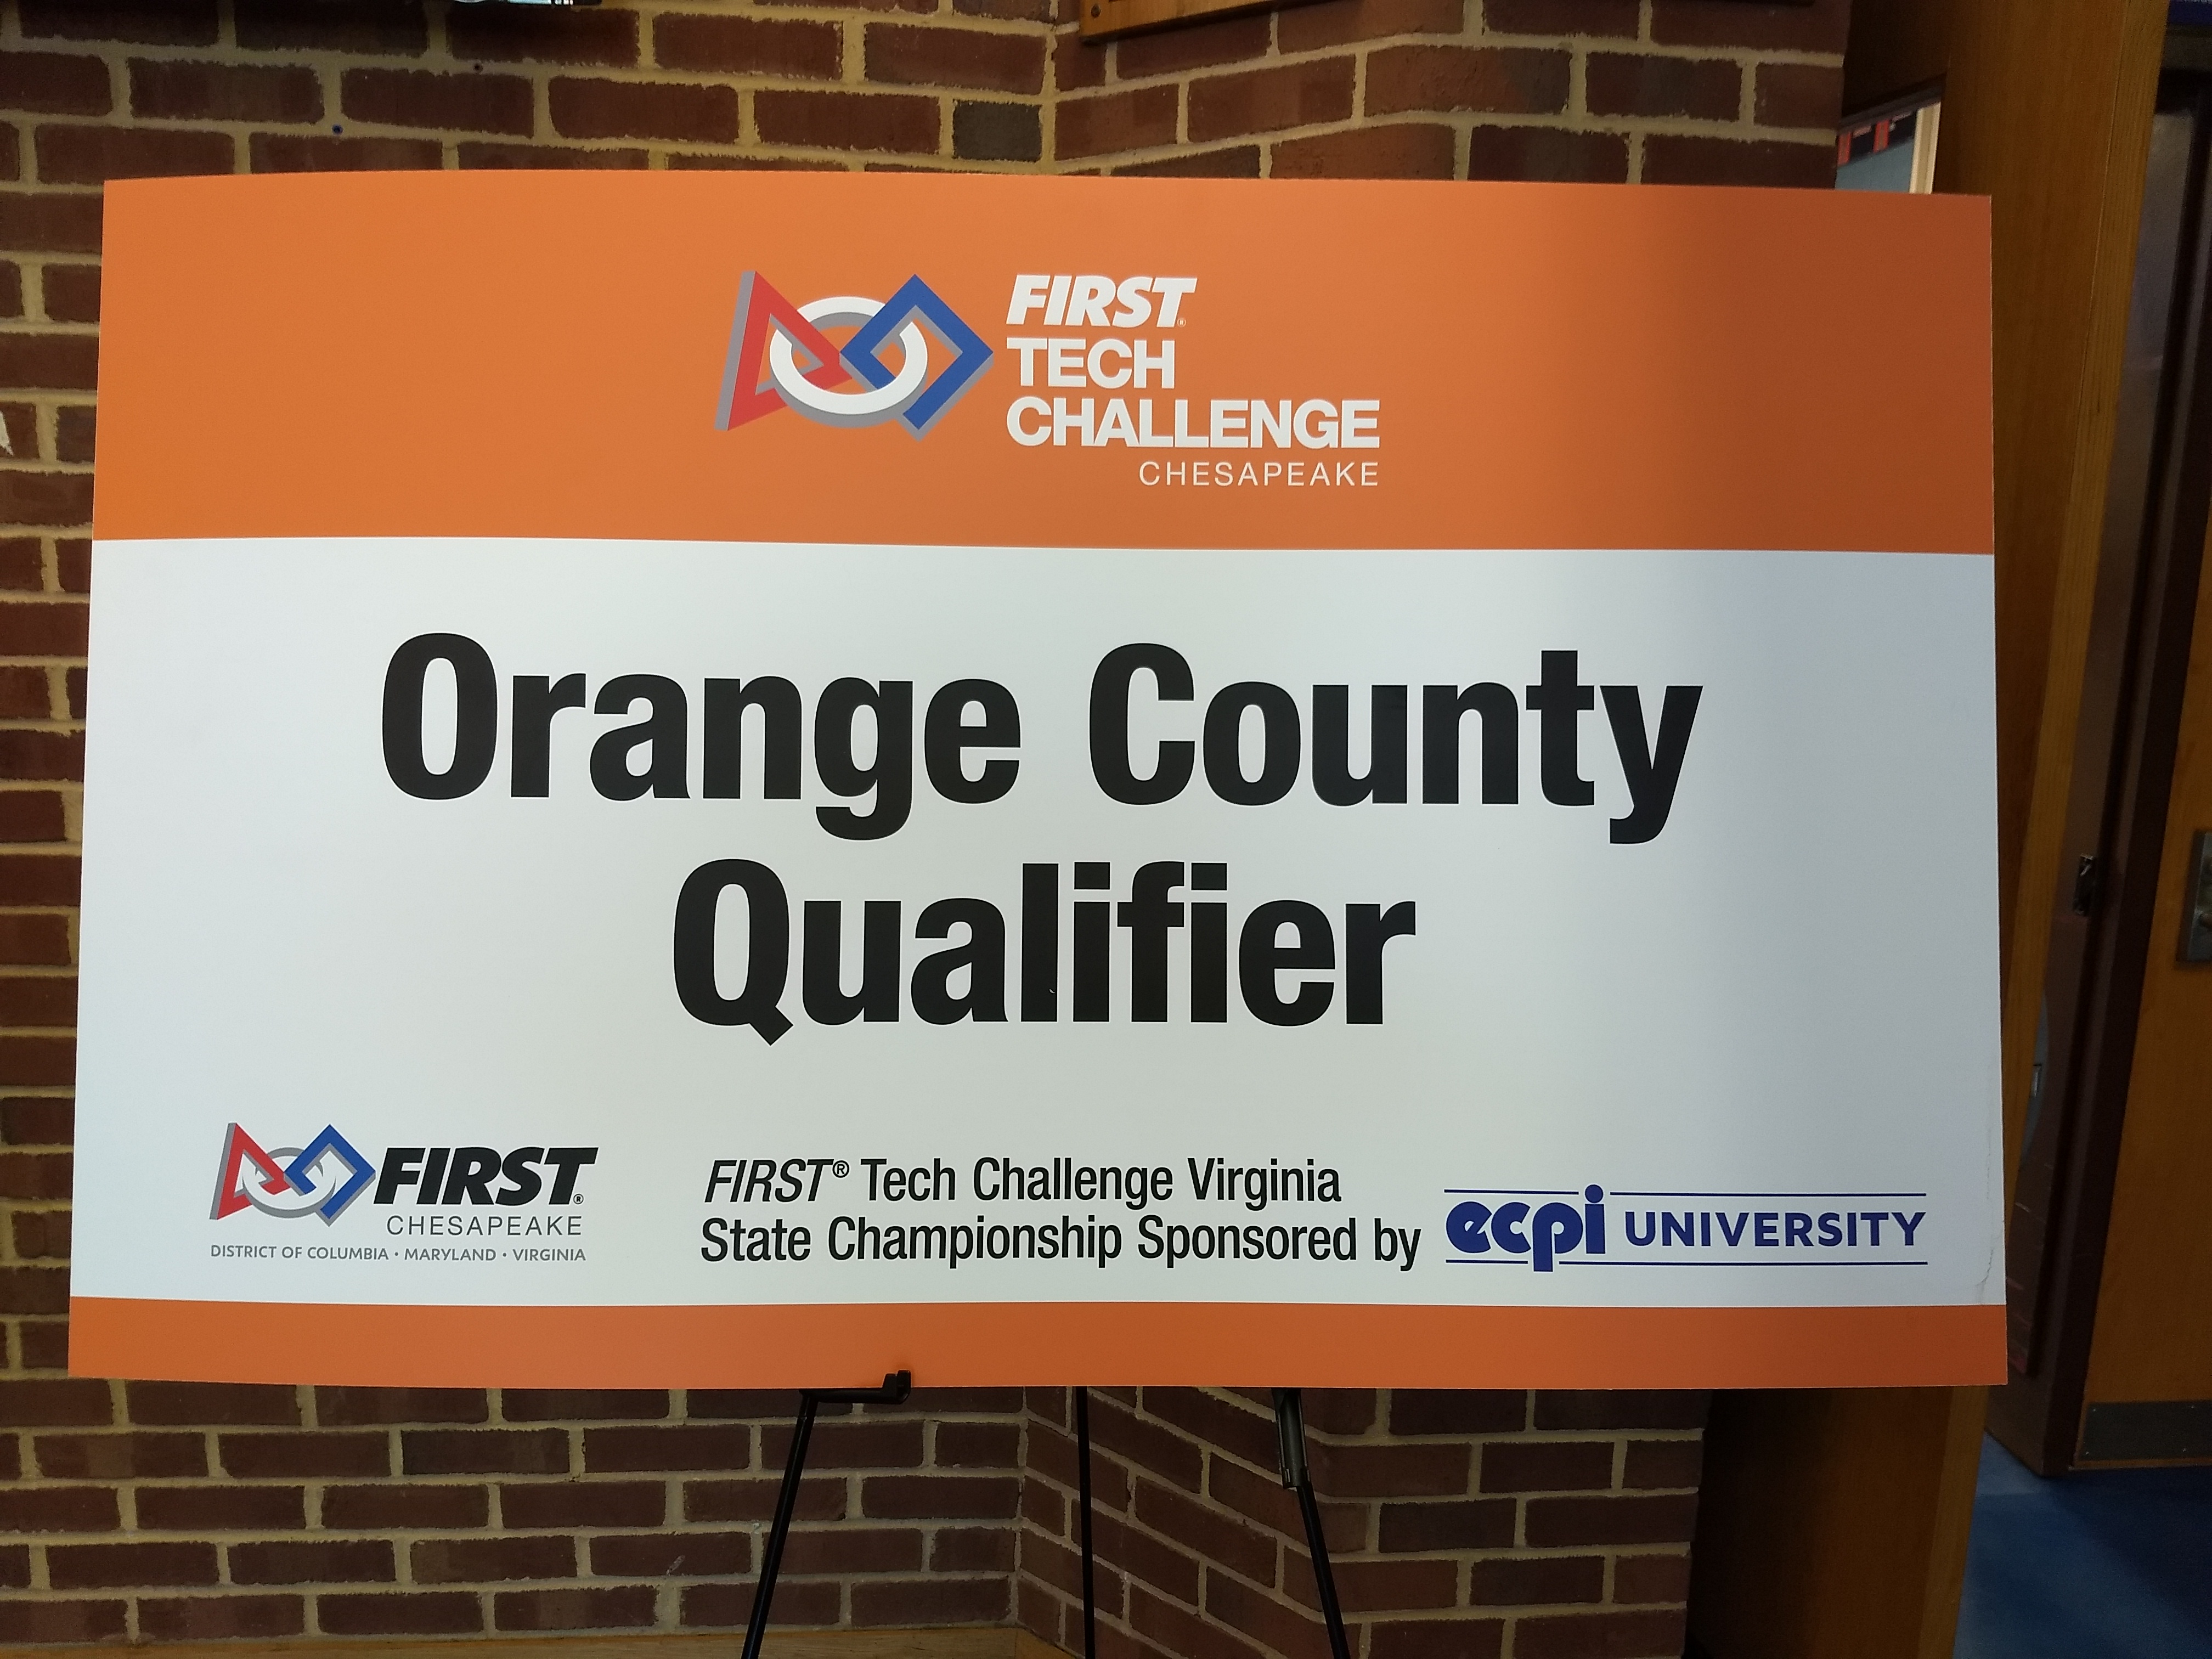 FIRST®
TECH
CHALLENGE
CHESAPEAKE
Orange County
Qualifier
FIRST®
CHESAPEAKE
DISTRICT OF COLUMBIA • MARYLAND • VIRGINIA
FIRST® Tech Challenge Virginia
State Championship Sponsored by
ecpi UNIVERSITY